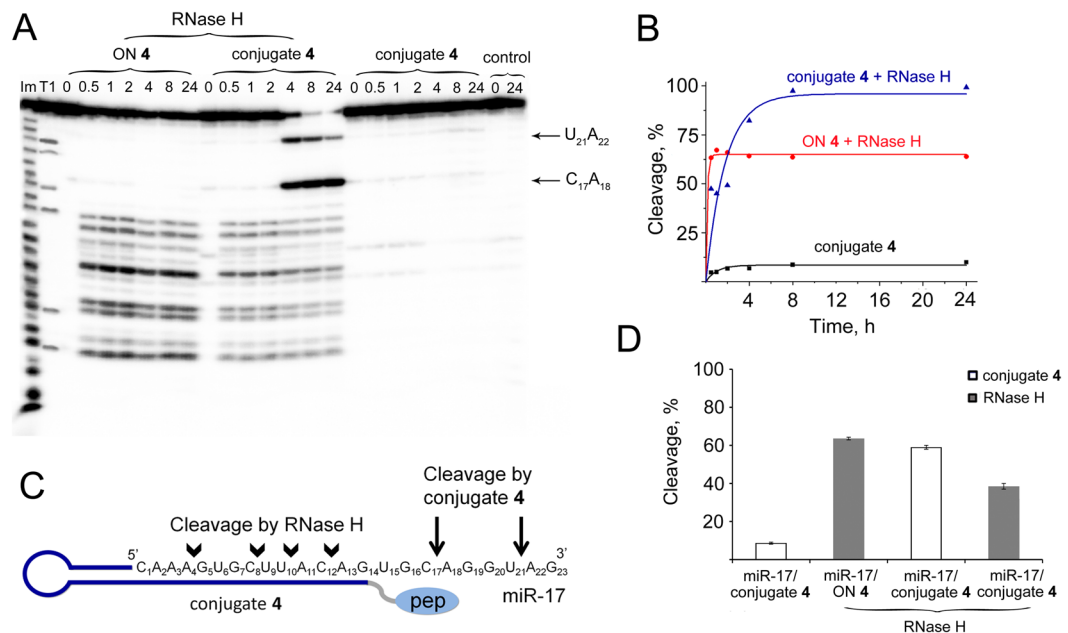 A
RNase H
ON 4
conjugate 4
conjugate 4
control
Im T1 0 0.5 1 2 4 8 24 0 0.5 1 2 4 8 24 0 0.5 1 2 4 8 24 0 24
U21A22
C17A18
B
Cleavage, %
100
75
50
25
conjugate 4 + RNase H
ON 4 + RNase H
conjugate 4
4 8 12 16 20 24
Time, h
C
Cleavage by
conjugate 4
Cleavage by RNase H
5’
3’
C1A2A3A4G5U6G7C8U9U10A11C12A13G14U15G16C17A18G19G20U21A22G23
conjugate 4
pep
miR-17
D
Cleavage, %
100
80
60
40
20
conjugate 4
RNase H
miR-17/ miR-17/ miR-17/ miR-17/
conjugate 4 ON 4 conjugate 4 conjugate 4
RNase H